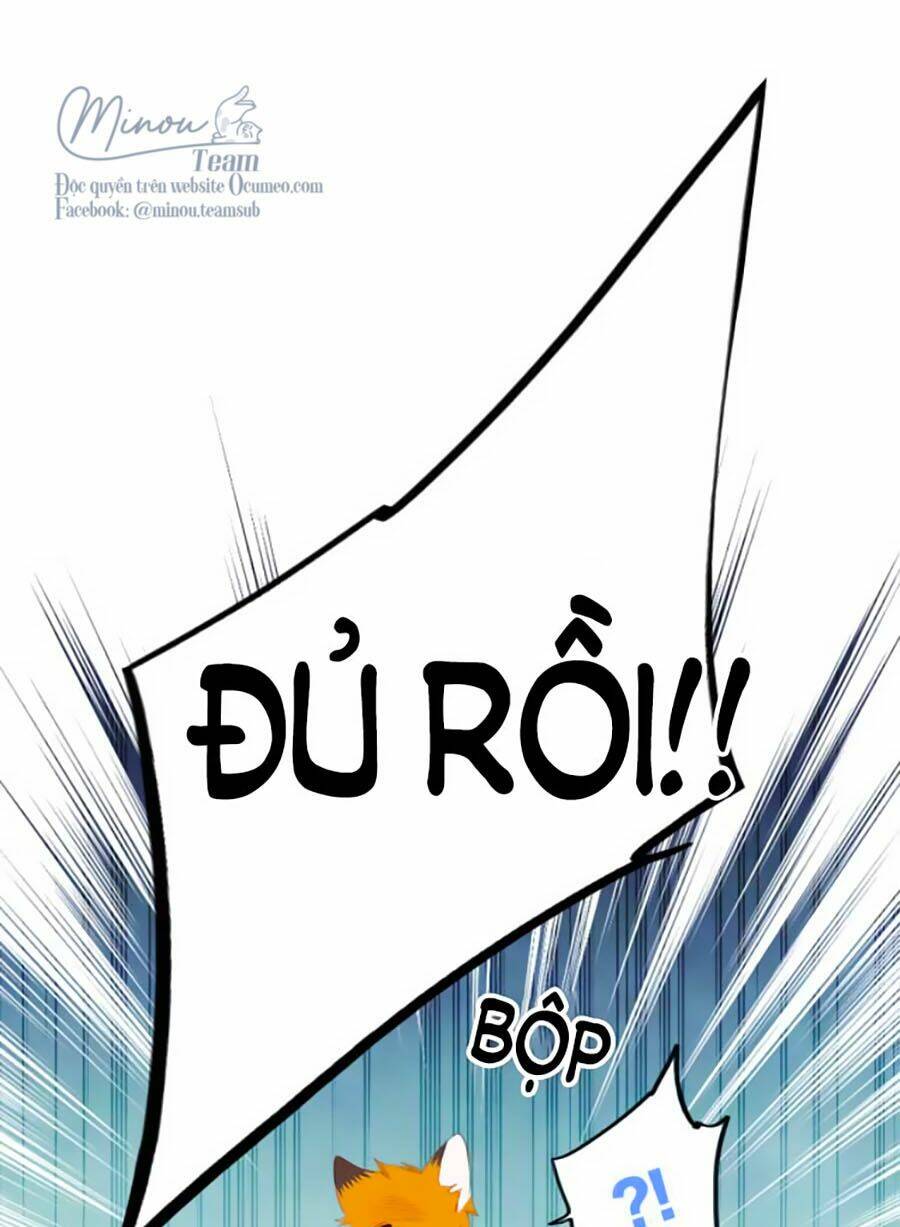 Minou
Team
Độc quyền trên website Ocumeo.com
Facebook: @minou.teamsub
ĐỦ RỒI!!
BỘP
?!